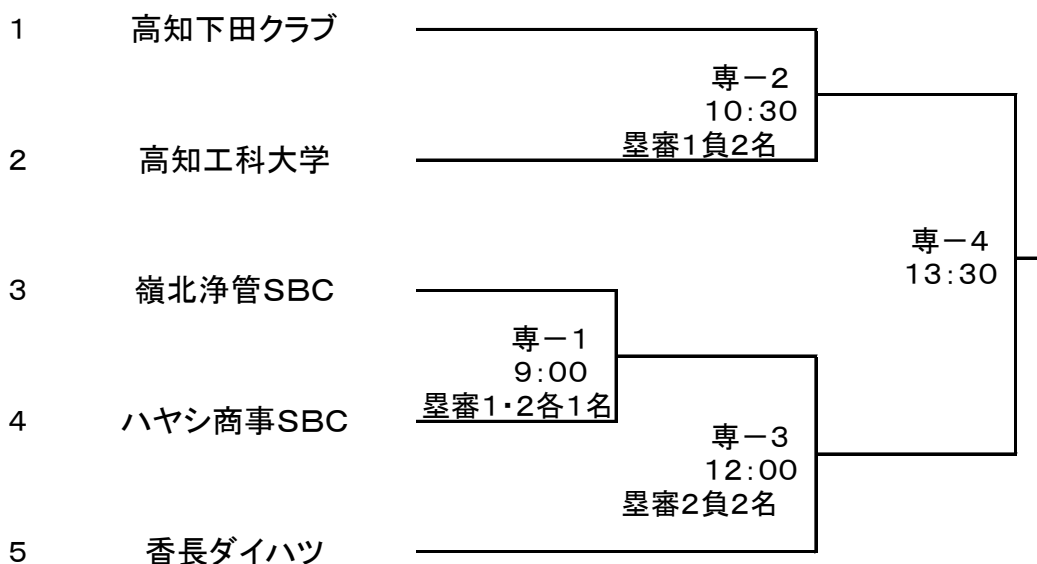 1 高知下田クラブ
専－2
10:30
塁審1負2名
2 高知工科大学
専－4
13:30
3 嶺北浄管SBC
専－1
9:00
塁審1・2各1名
4 ハヤシ商事SBC
専－3
12:00
塁審2負2名
5 香長ダイハツ